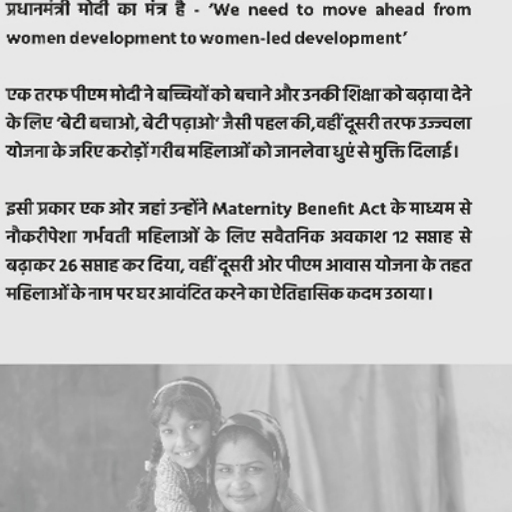 प्रधानमंत्री मोदी का मंत्र है - ‘We need to move ahead from
women development to women-led development’
एक तरफ पीएम मोदी ने बच्चियों को बचाने और उनकी शिक्षा को बढ़ावा देने
के लिए ‘बेटी बचाओ, बेटी पढ़ाओ’ जैसी पहल की,वहीं दूसरी तरफ उज्ज्वला
योजना के जरिए करोड़ों गरीब महिलाओं को जानलेवा धुएं से मुक्ति दिलाई।
इसी प्रकार एक ओर जहां उन्होंने Maternity Benefit Act के माध्यम से
नौकरीपेशा गर्भवती महिलाओं के लिए सवैतनिक अवकाश 12 सप्ताह से
बढ़ाकर 26 सप्ताह कर दिया, वहीं दूसरी ओर पीएम आवास योजना के तहत
महिलाओं के नाम पर घर आवंटित करने का ऐतिहासिक कदम उठाया।